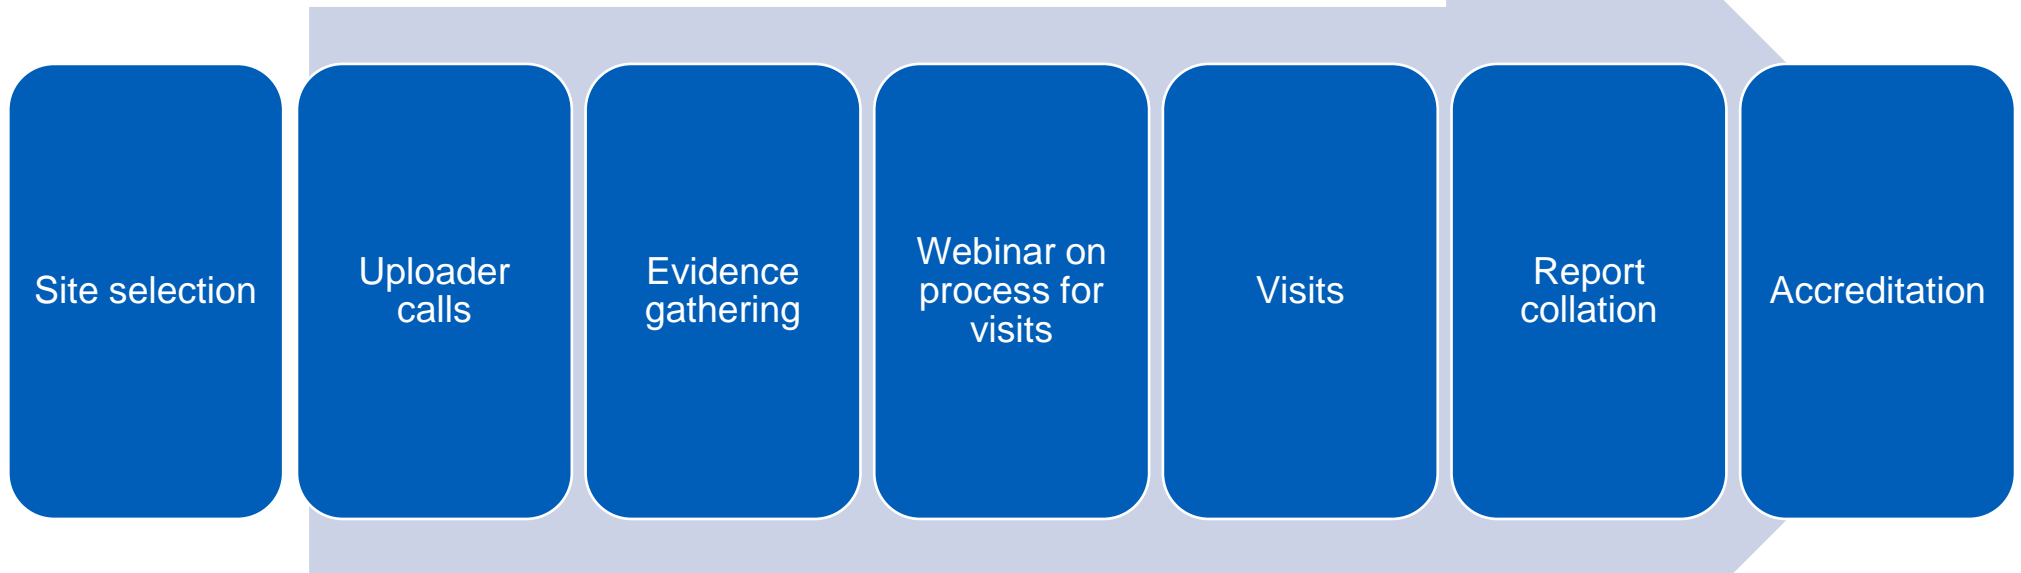 Site selection
Uploader
calls
Evidence
gathering
Webinar on
process for
visits
Visits
Report
collation
Accreditation